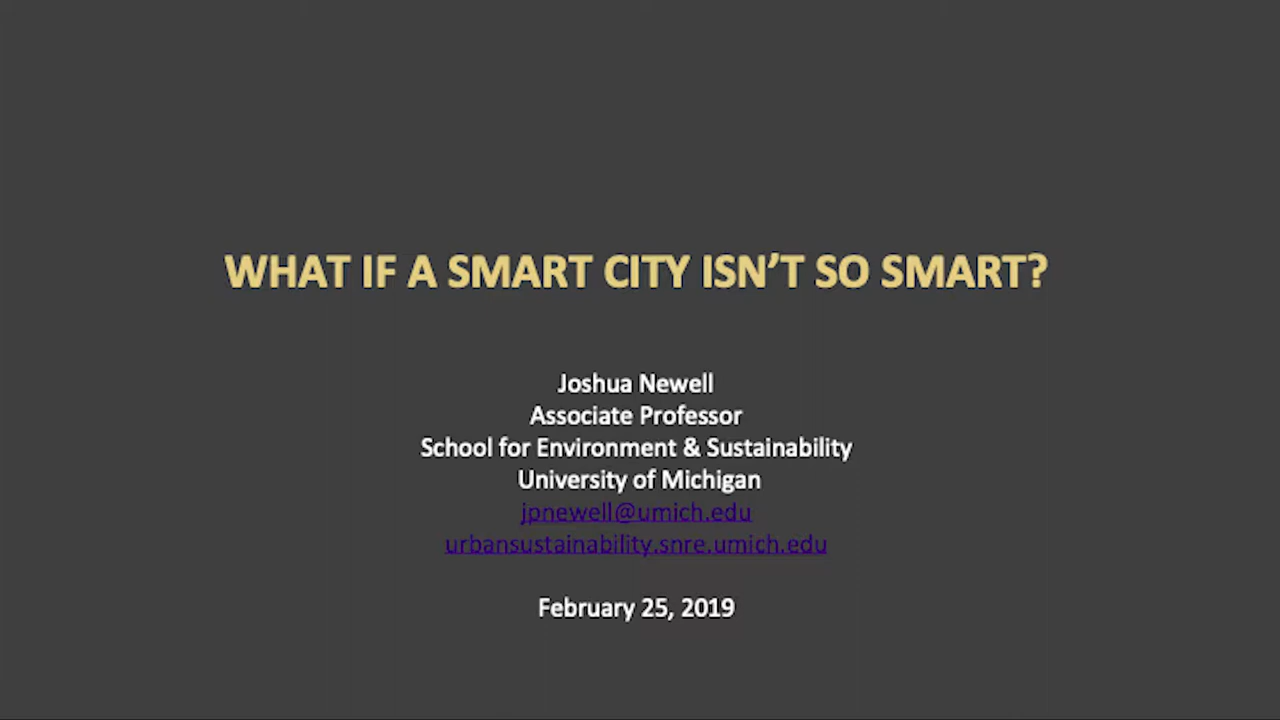 WHAT IF A SMART CITY ISN’T SO SMART?
Joshua Newell
Associate Professor
School for Environment & Sustainability
University of Michigan
jpnewell@umich.edu
urbansustainability.snre.umich.edu
February 25, 2019